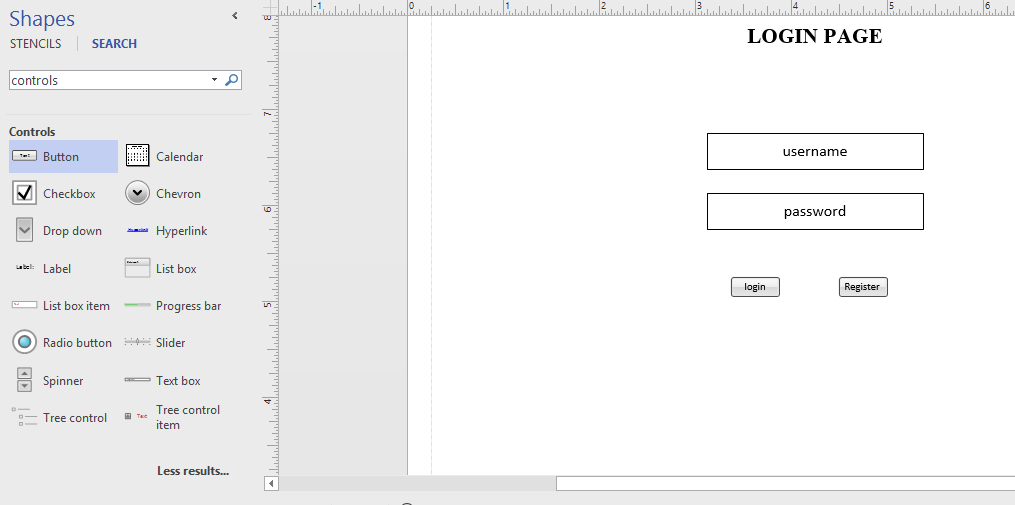 Shapes
STENCILS SEARCH
controls
Controls
Button Calendar
Checkbox Chevron
Drop down Hyperlink
Label: Label List box
List box item Progress bar
Radio button Slider
Spinner Text box
Tree control Tree control item
Less results...
-1 0 1 2 3 4 5 6
8
7
6
5
4
LOGIN PAGE
username
password
login Register